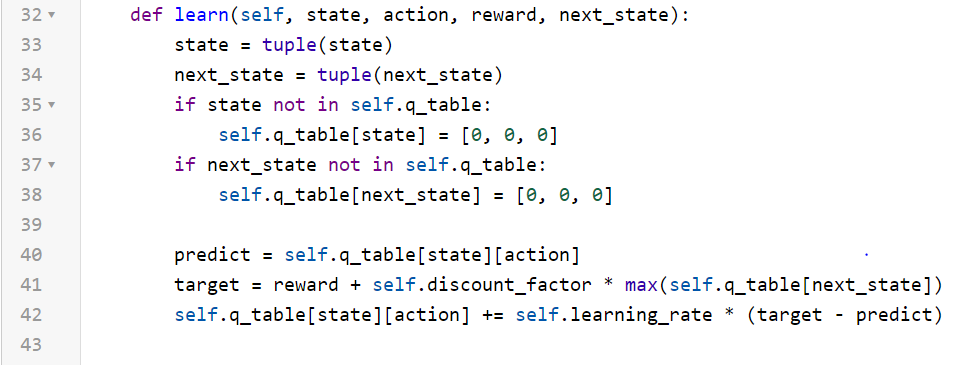 32 def learn(self, state, action, reward, next_state):
33 state = tuple(state)
34 next_state = tuple(next_state)
35 if state not in self.q_table:
36 self.q_table[state] = [0, 0, 0]
37 if next_state not in self.q_table:
38 self.q_table[next_state] = [0, 0, 0]
39
40 predict = self.q_table[state][action]
41 target = reward + self.discount_factor * max(self.q_table[next_state])
42 self.q_table[state][action] += self.learning_rate * (target - predict)
43